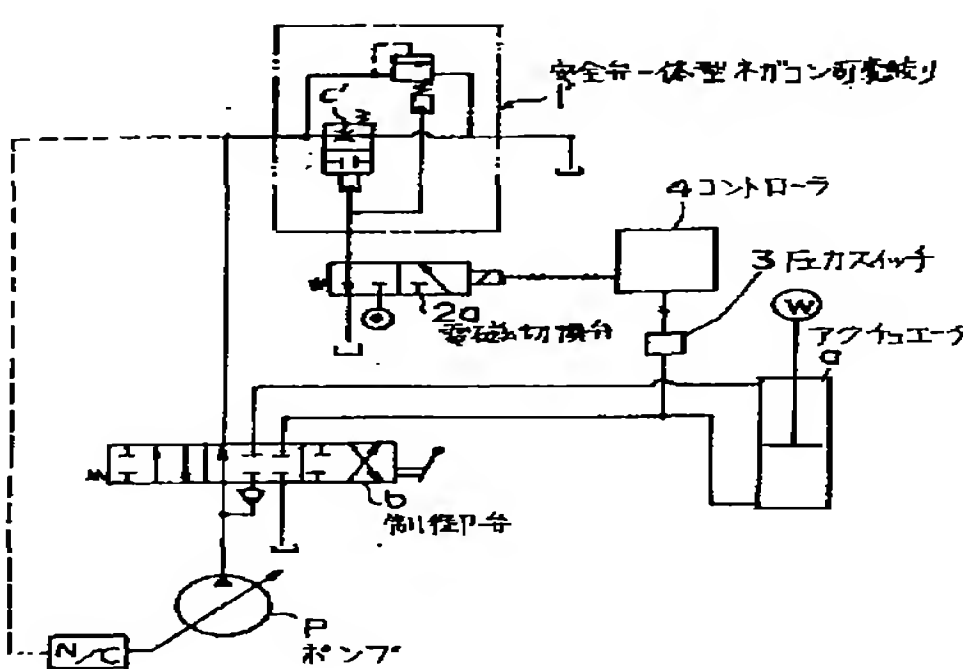 安全弁一体型ネガコン可変絞り
1'
c'
4 コントローラ
3 圧力スイッチ
W
2a
電磁切換弁
アクチュエータ
a
b
制御弁
P
ポンプ
N/C